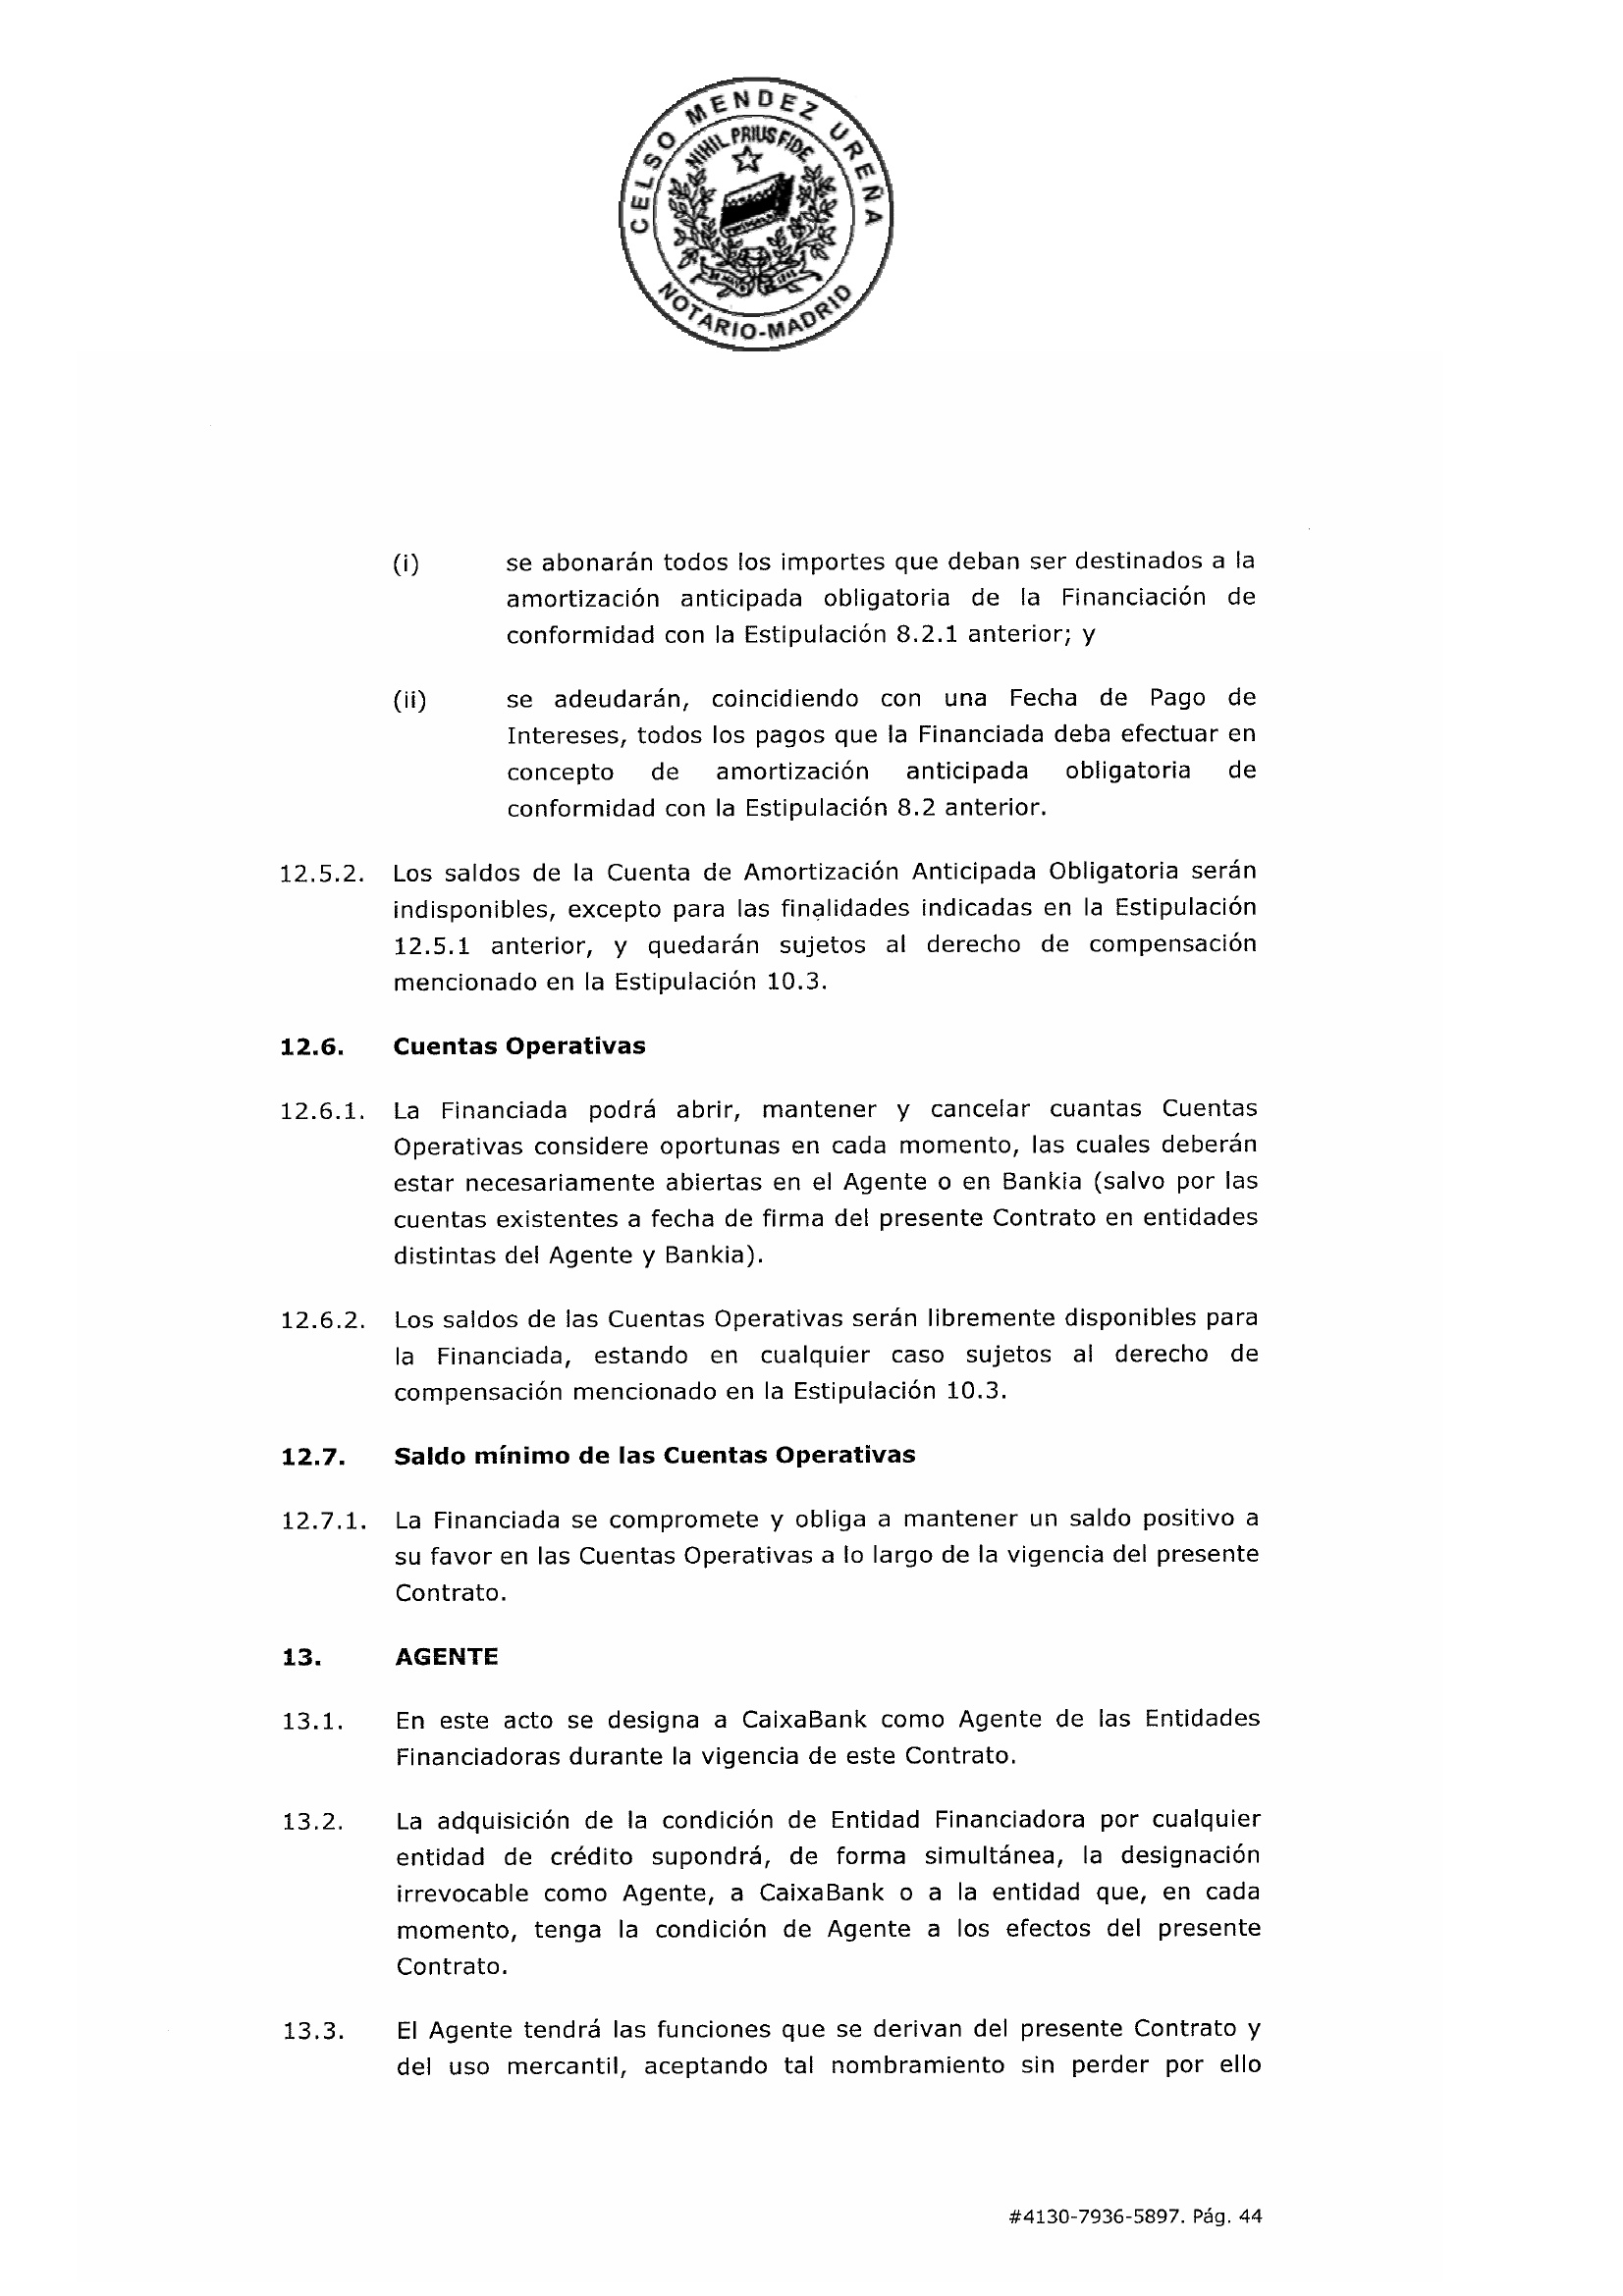 CELSO MENDEZ UREÑA
NIHIL PRIUS FIDE
NOTARIO-MADRID
(i) se abonarán todos los importes que deban ser destinados a la
amortización anticipada obligatoria de la Financiación de
conformidad con la Estipulación 8.2.1 anterior; y
(ii) se adeudarán, coincidiendo con una Fecha de Pago de
Intereses, todos los pagos que la Financiada deba efectuar en
concepto de amortización anticipada obligatoria de
conformidad con la Estipulación 8.2 anterior.
12.5.2. Los saldos de la Cuenta de Amortización Anticipada Obligatoria serán
indisponibles, excepto para las finalidades indicadas en la Estipulación
12.5.1 anterior, y quedarán sujetos al derecho de compensación
mencionado en la Estipulación 10.3.
12.6. Cuentas Operativas
12.6.1. La Financiada podrá abrir, mantener y cancelar cuantas Cuentas
Operativas considere oportunas en cada momento, las cuales deberán
estar necesariamente abiertas en el Agente o en Bankia (salvo por las
cuentas existentes a fecha de firma del presente Contrato en entidades
distintas del Agente y Bankia).
12.6.2. Los saldos de las Cuentas Operativas serán libremente disponibles para
la Financiada, estando en cualquier caso sujetos al derecho de
compensación mencionado en la Estipulación 10.3.
12.7. Saldo mínimo de las Cuentas Operativas
12.7.1. La Financiada se compromete y obliga a mantener un saldo positivo a
su favor en las Cuentas Operativas a lo largo de la vigencia del presente
Contrato.
13. AGENTE
13.1. En este acto se designa a CaixaBank como Agente de las Entidades
Financiadoras durante la vigencia de este Contrato.
13.2. La adquisición de la condición de Entidad Financiadora por cualquier
entidad de crédito supondrá, de forma simultánea, la designación
irrevocable como Agente, a CaixaBank o a la entidad que, en cada
momento, tenga la condición de Agente a los efectos del presente
Contrato.
13.3. El Agente tendrá las funciones que se derivan del presente Contrato y
del uso mercantil, aceptando tal nombramiento sin perder por ello
#4130-7936-5897. Pág. 44